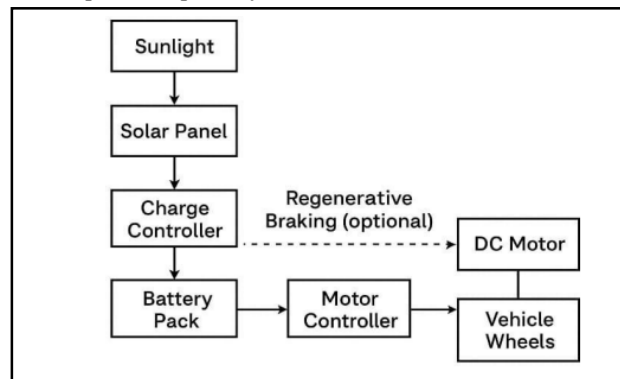 Sunlight
Solar Panel
Charge
Controller
Regenerative
Braking (optional)
DC Motor
Battery
Pack
Motor
Controller
Vehicle
Wheels